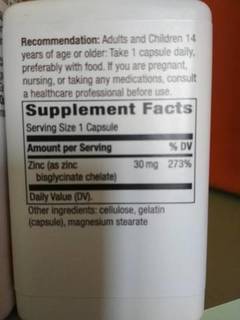 Recommendation: Adults and Children 14
years of age or older: Take 1 capsule daily,
preferably with food. If you are pregnant,
nursing, or taking any medications, consult
a healthcare professional before use.
Supplement Facts
Serving Size 1 Capsule
Amount per Serving % DV
Zinc (as zinc 30 mg 273%
bisglycinate chelate)
Daily Value (DV).
Other ingredients: cellulose, gelatin
(capsule), magnesium stearate